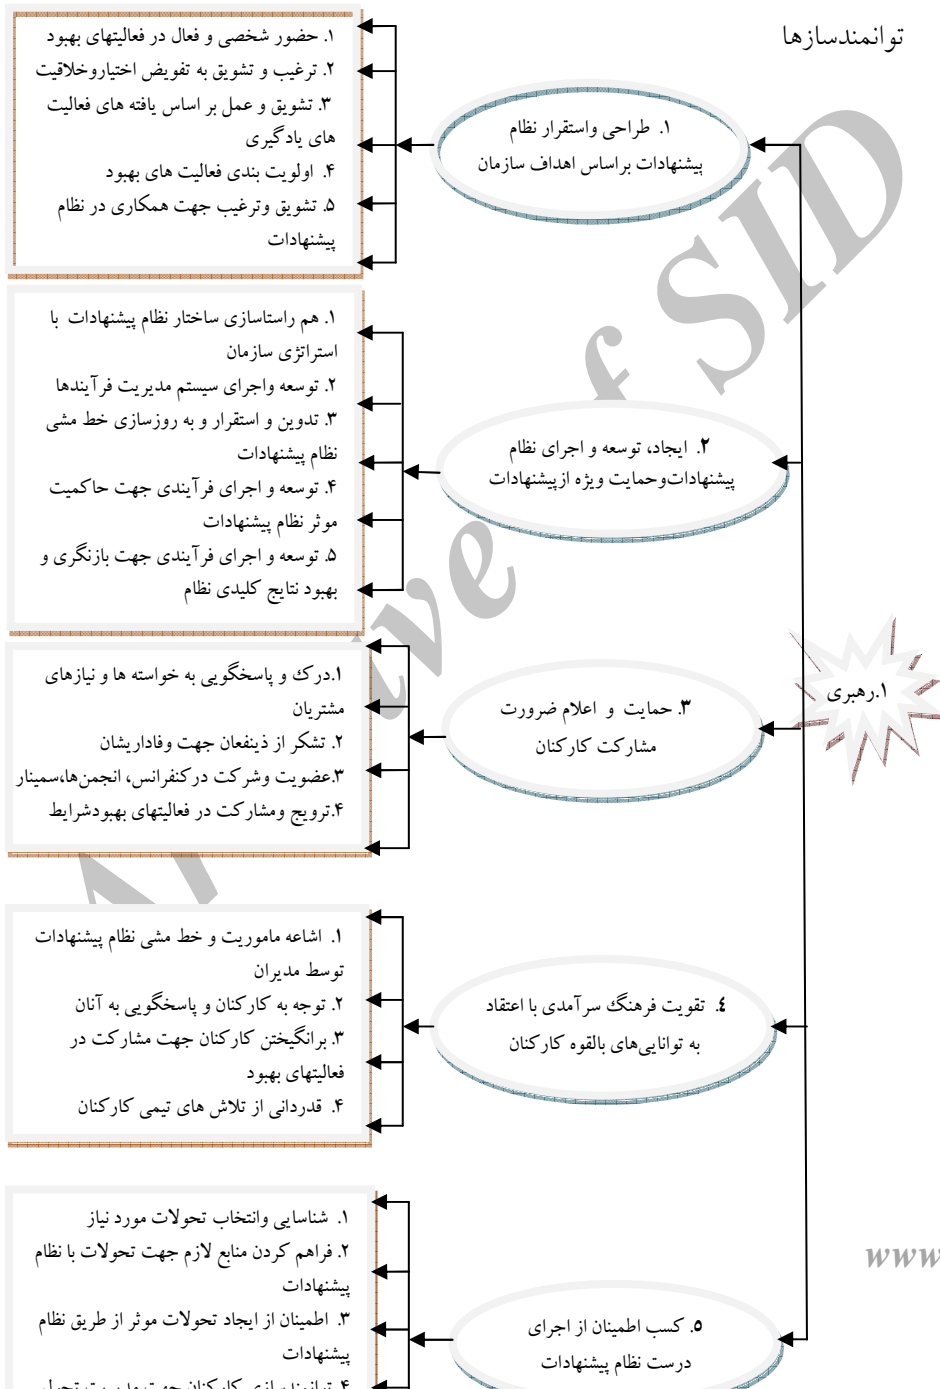 توانمندسازها
۱.رهبری
۱. طراحی واستقرار نظام
پیشنهادات براساس اهداف سازمان
۱. حضور شخصی و فعال در فعالیتهای بهبود
۲. ترغیب و تشویق به تفویض اختیاروخلاقیت
۳. تشویق و عمل بر اساس یافته های فعالیت
های یادگیری
۴. اولویت بندی فعالیت های بهبود
۵. تشویق وترغیب جهت همکاری در نظام
پیشنهادات
۲. ایجاد، توسعه و اجرای نظام
پیشنهادات‌وحمایت ویژه ازپیشنهادات
۱. هم راستاسازی ساختار نظام پیشنهادات با
استراتژی سازمان
۲. توسعه واجرای سیستم مدیریت فرآیندها
۳. تدوین و استقرار و به روزسازی خط مشی
نظام پیشنهادات
۴. توسعه و اجرای فرآیندی جهت حاکمیت
موثر نظام پیشنهادات
۵. توسعه و اجرای فرآیندی جهت بازنگری و
بهبود نتایج کلیدی نظام
۳. حمایت و اعلام ضرورت
مشارکت کارکنان
۱.درک و پاسخگویی به خواسته ها و نیازهای
مشتریان
۲. تشکر از ذینفعان جهت وفاداریشان
۳.عضویت وشرکت درکنفرانس، انجمن‌ها،سمینار
۴.ترویج ومشارکت در فعالیتهای بهبودشرایط
٤. تقویت فرهنگ سرآمدی با اعتقاد
به توانایی‌های بالقوه کارکنان
۱. اشاعه ماموریت و خط مشی نظام پیشنهادات
توسط مدیران
۲. توجه به کارکنان و پاسخگویی به آنان
۳. برانگیختن کارکنان جهت مشارکت در
فعالیتهای بهبود
۴. قدردانی از تلاش های تیمی کارکنان
۵. کسب اطمینان از اجرای
درست نظام پیشنهادات
۱. شناسایی وانتخاب تحولات مورد نیاز
۲. فراهم کردن منابع لازم جهت تحولات با نظام
پیشنهادات
۳. اطمینان از ایجاد تحولات موثر از طریق نظام
پیشنهادات
۴. توانمندسازی کارکنان جهت مدیریت تحول
Archive of SID
www